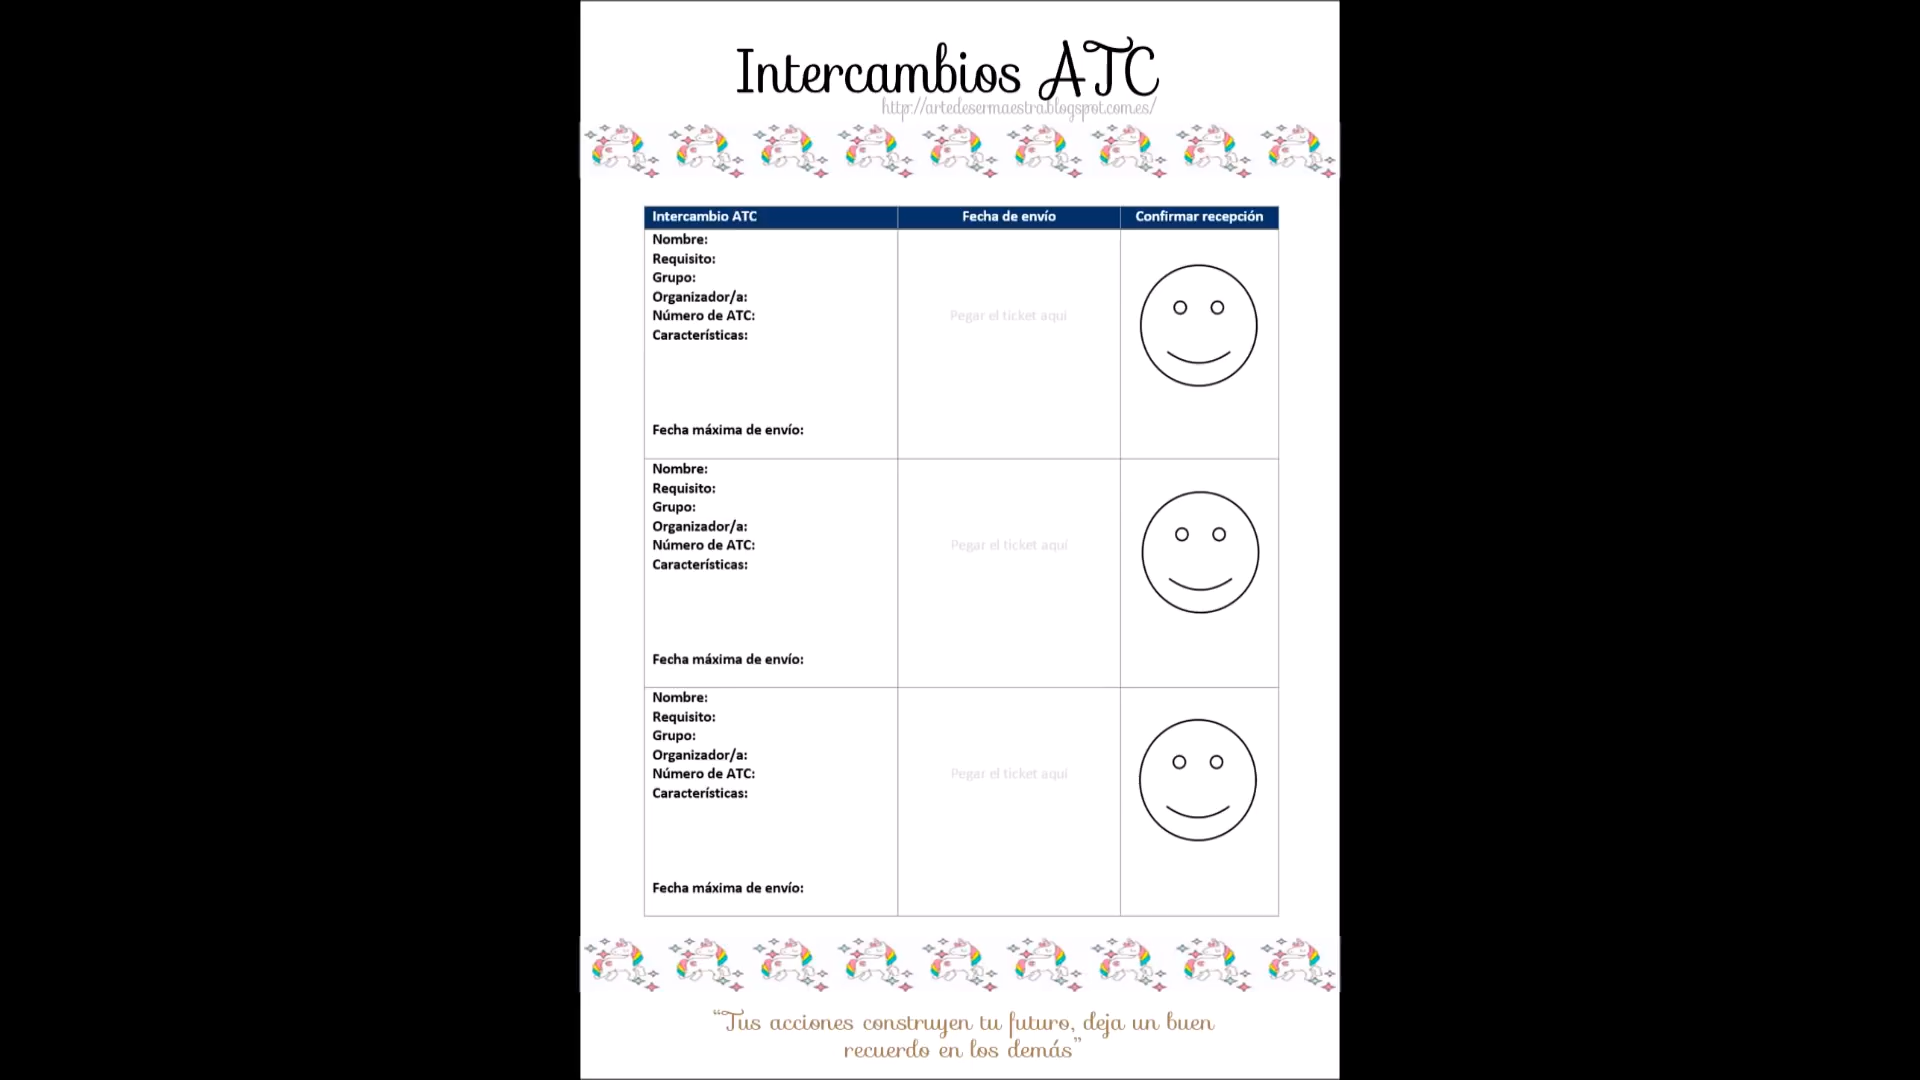 Intercambios ATC
http://artedesermaestra.blogspot.com.es/
Intercambio ATC Fecha de envío Confirmar recepción
Nombre:
Requisito:
Grupo:
Organizador/a:
Número de ATC: Pegar el ticket aquí
Características:
Fecha máxima de envío:
Nombre:
Requisito:
Grupo:
Organizador/a:
Número de ATC: Pegar el ticket aquí
Características:
Fecha máxima de envío:
Nombre:
Requisito:
Grupo:
Organizador/a:
Número de ATC: Pegar el ticket aquí
Características:
Fecha máxima de envío:
“Tus acciones construyen tu futuro, deja un buen
recuerdo en los demás”